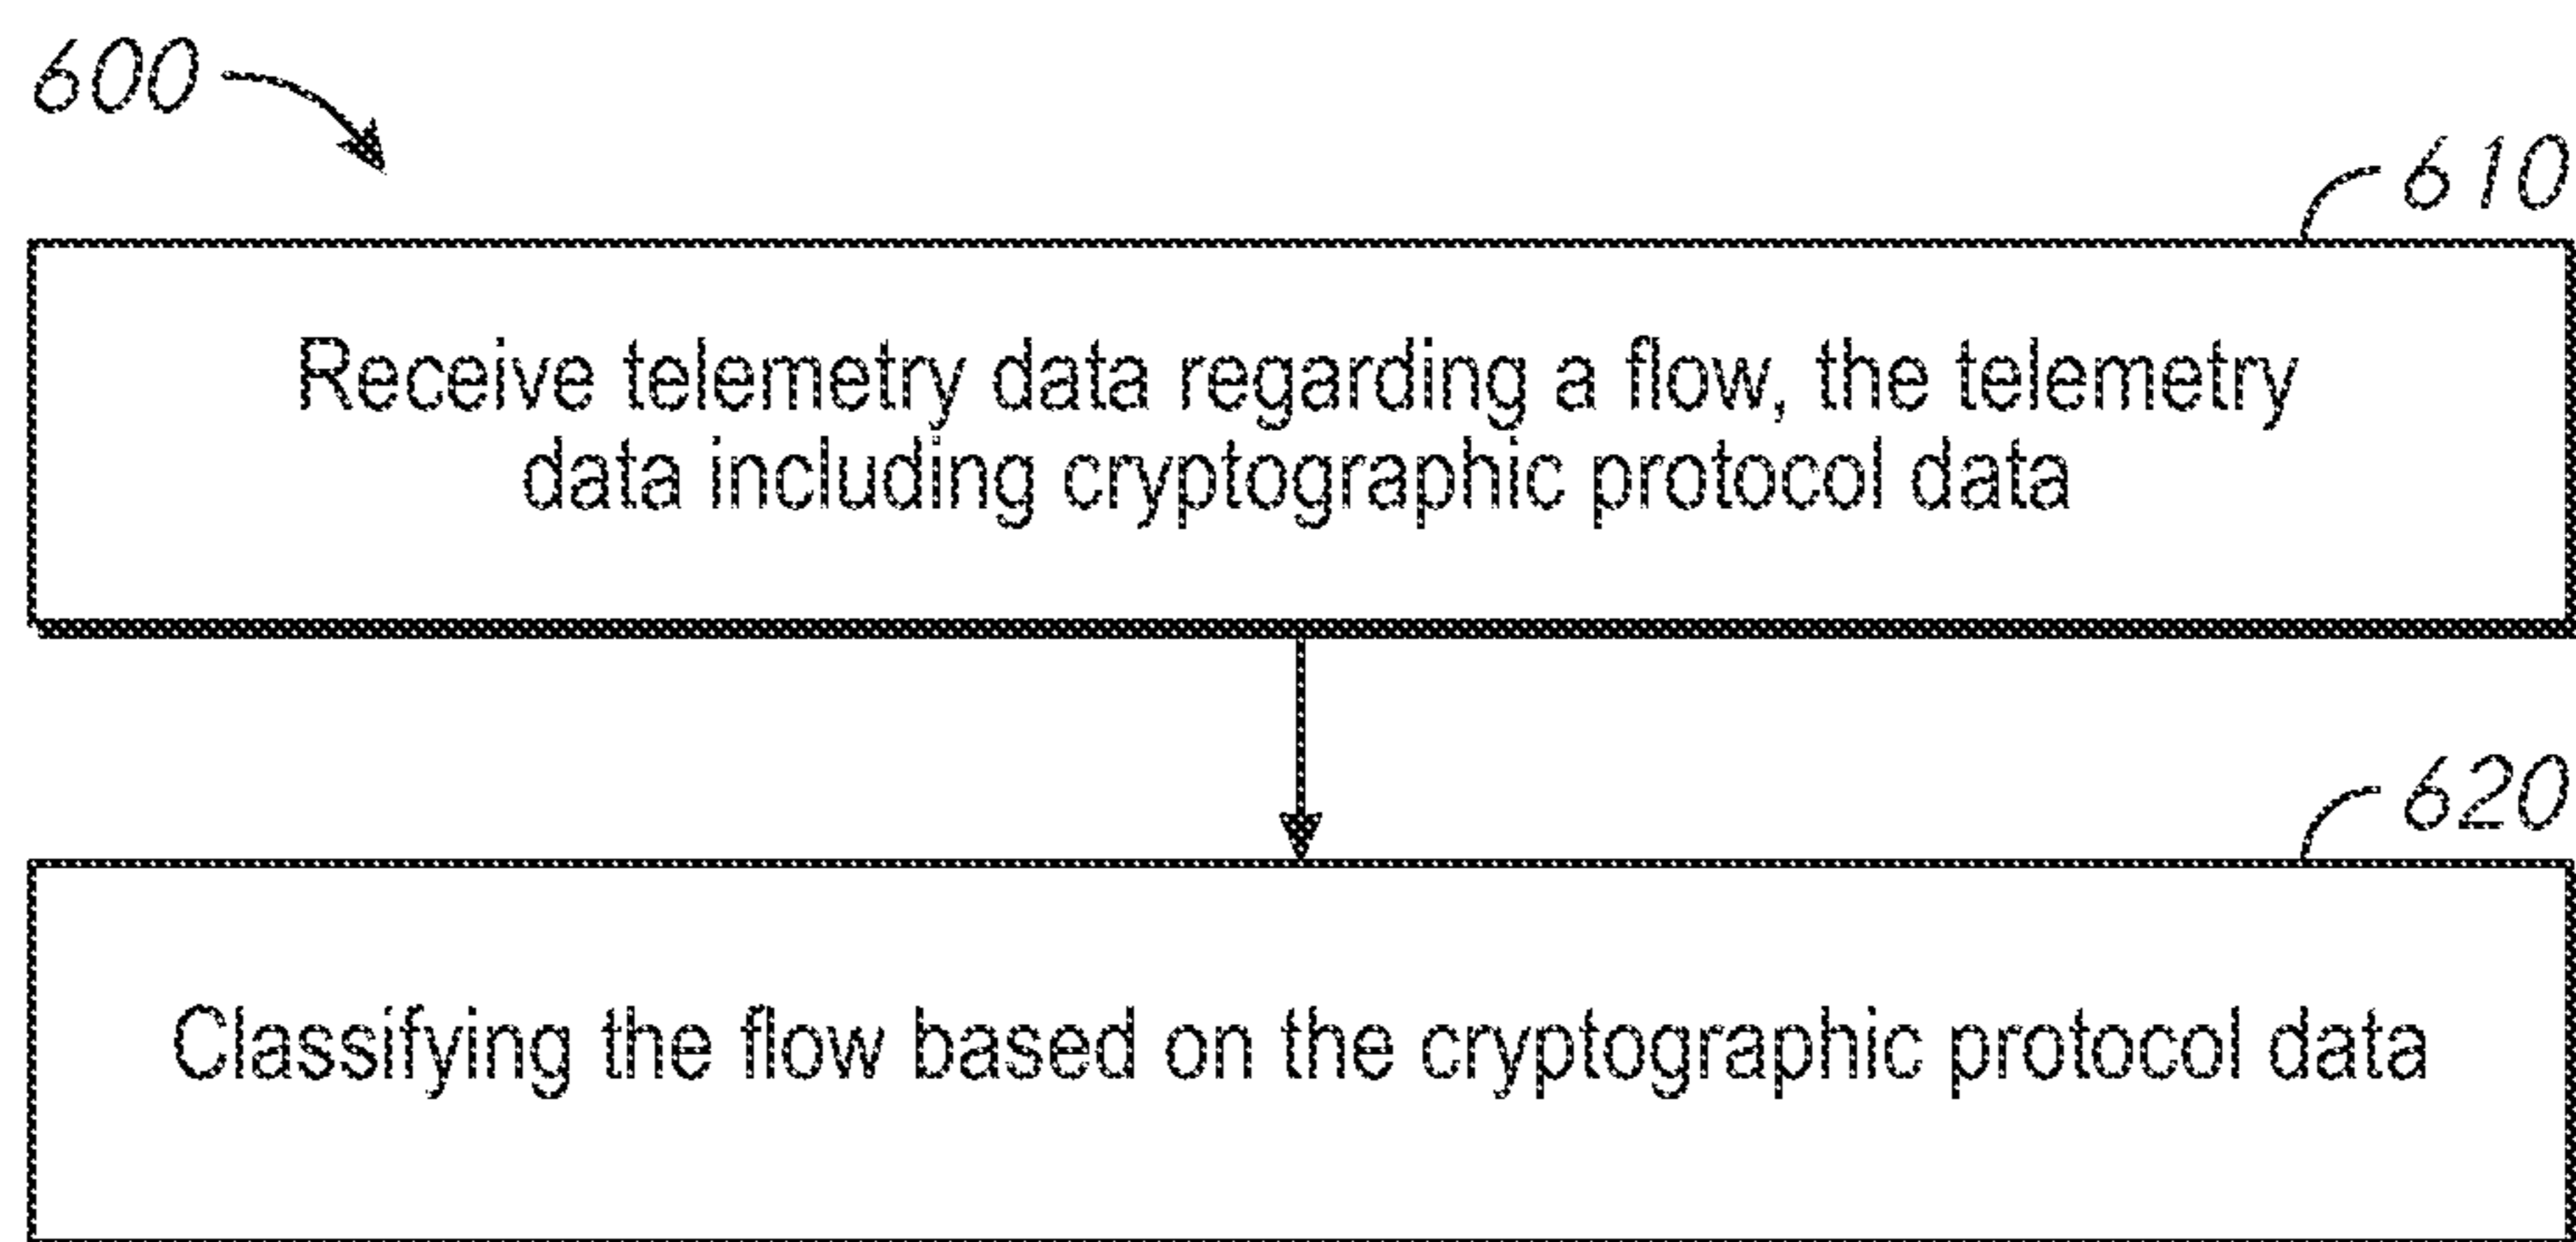 600
610
Receive telemetry data regarding a flow, the telemetry
data including cryptographic protocol data
620
Classifying the flow based on the cryptographic protocol data